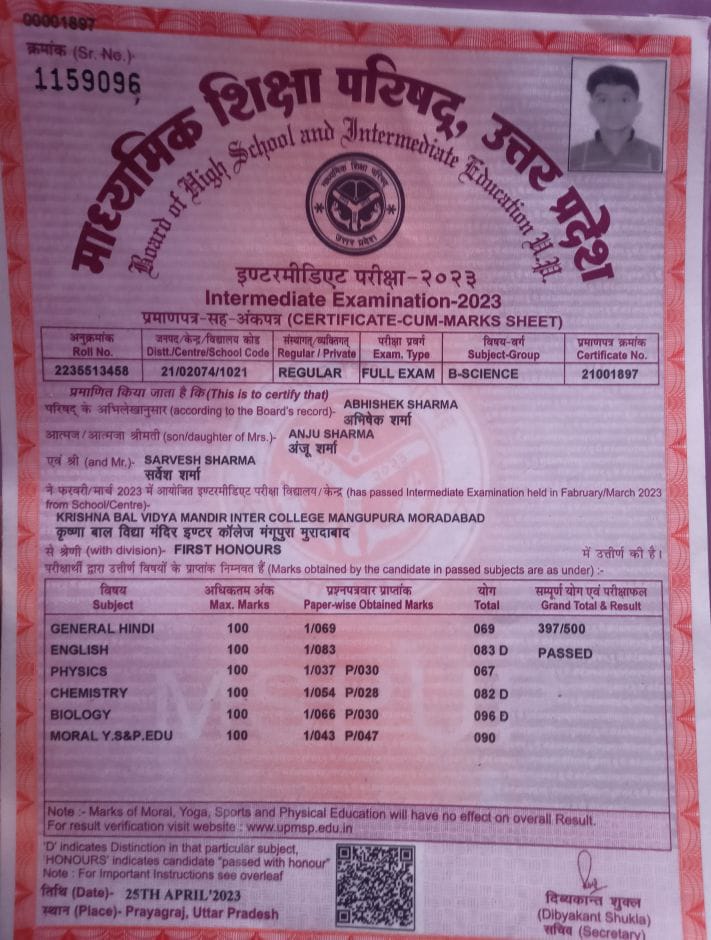 00001897
क्रमांक (Sr. No.)
1159096
माध्यमिक शिक्षा परिषद्, उत्तर प्रदेश
Board of High School and Intermediate Education U.P.
माध्यमिक शिक्षा परिषद्
उत्तर प्रदेश
इण्टरमीडिएट परीक्षा-२०२३
Intermediate Examination-2023
प्रमाणपत्र-सह-अंकपत्र (CERTIFICATE-CUM-MARKS SHEET)
अनुक्रमांक जनपद/केन्द्र/विद्यालय कोड संस्थागत/व्यक्तिगत परीक्षा प्रवर्ग विषय-वर्ग प्रमाणपत्र क्रमांक
Roll No. Distt./Centre/School Code Regular / Private Exam. Type Subject-Group Certificate No.
2235513458 21/02074/1021 REGULAR FULL EXAM B-SCIENCE 21001897
प्रमाणित किया जाता है कि (This is to certify that)
परिषद् के अभिलेखानुसार (according to the Board's record)- ABHISHEK SHARMA
अभिषेक शर्मा
आत्मज/आत्मजा श्रीमती (son/daughter of Mrs.)- ANJU SHARMA
अंजू शर्मा
एवं श्री (and Mr.)- SARVESH SHARMA
सर्वेश शर्मा
ने फरवरी/मार्च 2023 में आयोजित इण्टरमीडिएट परीक्षा विद्यालय/केन्द्र (has passed Intermediate Examination held in Fabruary/March 2023
from School/Centre)-
KRISHNA BAL VIDYA MANDIR INTER COLLEGE MANGUPURA MORADABAD
कृष्णा बाल विद्या मंदिर इण्टर कॉलेज मंगूपुरा मुरादाबाद
से श्रेणी (with division)- FIRST HONOURS में उत्तीर्ण की है।
परीक्षार्थी द्वारा उत्तीर्ण विषयों के प्राप्तांक निम्नवत हैं (Marks obtained by the candidate in passed subjects are as under) :-
विषय अधिकतम अंक प्रश्नपत्रवार प्राप्तांक योग सम्पूर्ण योग एवं परीक्षाफल
Subject Max. Marks Paper-wise Obtained Marks Total Grand Total & Result
GENERAL HINDI 100 1/069 069 397/500
ENGLISH 100 1/083 083 D PASSED
PHYSICS 100 1/037 P/030 067
CHEMISTRY 100 1/054 P/028 082 D
BIOLOGY 100 1/066 P/030 096 D
MORAL Y.S&P.EDU 100 1/043 P/047 090
Note :- Marks of Moral, Yoga, Sports and Physical Education will have no effect on overall Result.
For result verification visit website : www.upmsp.edu.in
'D' indicates Distinction in that particular subject,
'HONOURS' indicates candidate "passed with honour"
Note : For Important Instructions see overleaf
तिथि (Date)- 25TH APRIL'2023
स्थान (Place)- Prayagraj, Uttar Pradesh
दिब्यकान्त शुक्ल
(Dibyakant Shukla)
सचिव (Secretary)